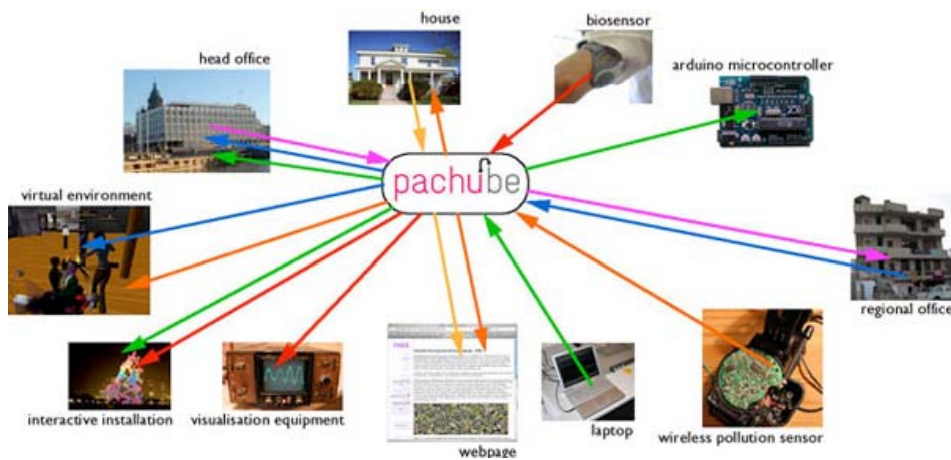 house
biosensor
head office
arduino microcontroller
pachube
virtual environment
regional office
interactive installation
visualisation equipment
webpage
laptop
wireless pollution sensor